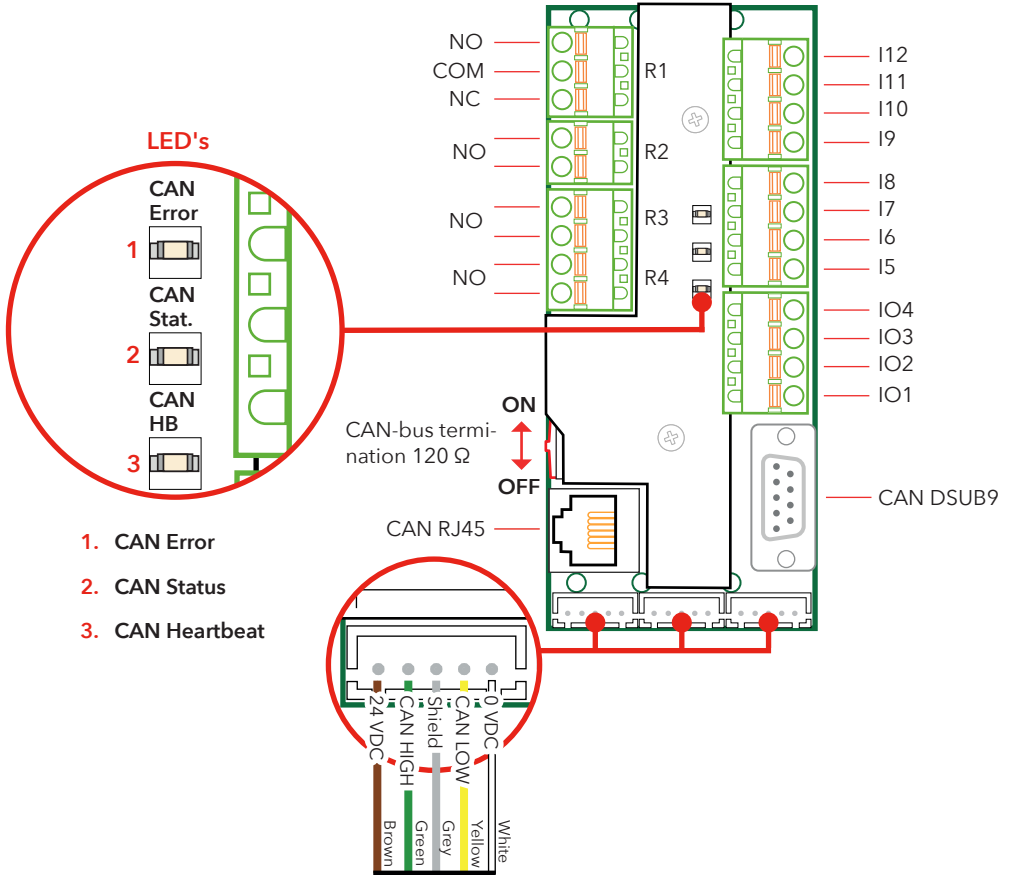 NO
COM
NC
R1
NO
R2
NO
R3
NO
R4
I12
I11
I10
I9
I8
I7
I6
I5
IO4
IO3
IO2
IO1
LED's
CAN
Error
1
CAN
Stat.
2
CAN
HB
3
ON
CAN-bus termi-
nation 120 Ω
OFF
CAN RJ45
CAN DSUB9
1. CAN Error
2. CAN Status
3. CAN Heartbeat
24 VDC
CAN HIGH
Shield
CAN LOW
0 VDC
Brown
Green
Grey
Yellow
White